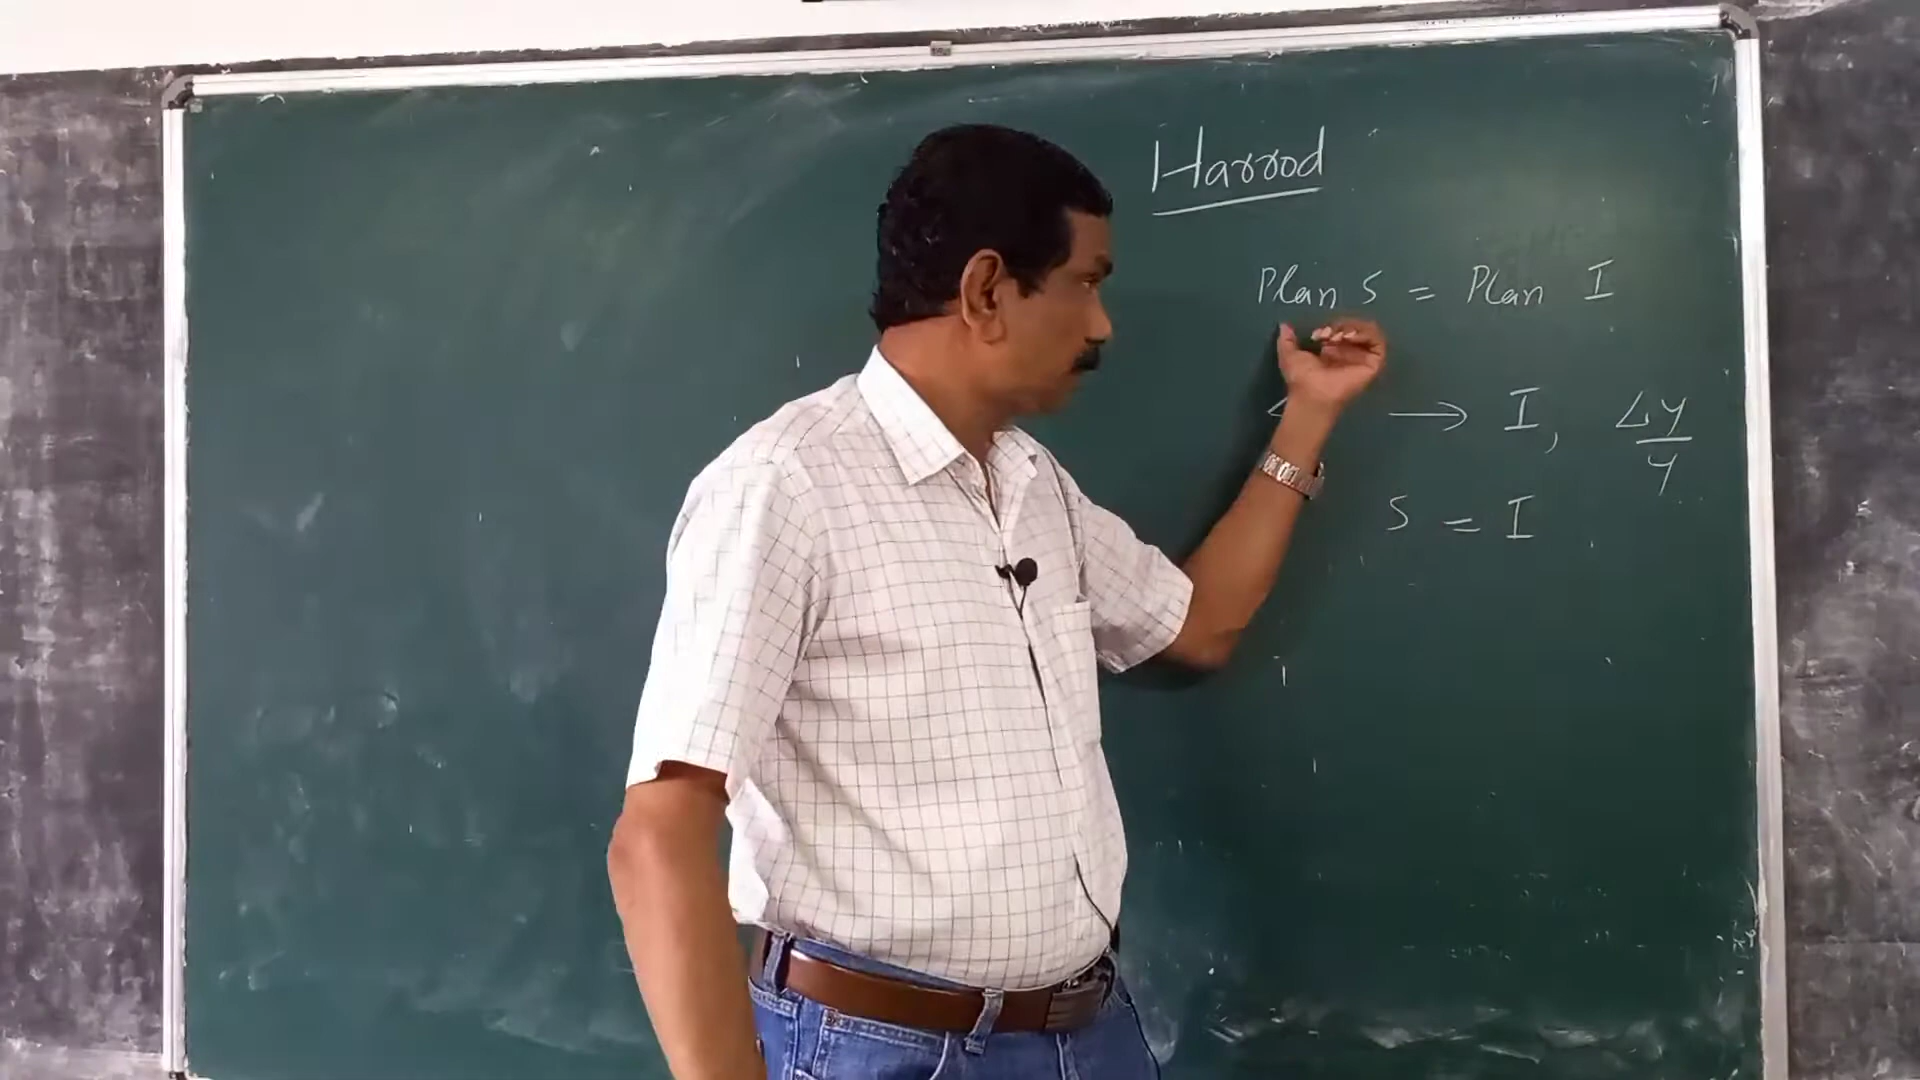 Harrod
Plan S = Plan I
→ I, Δy/y
S = I